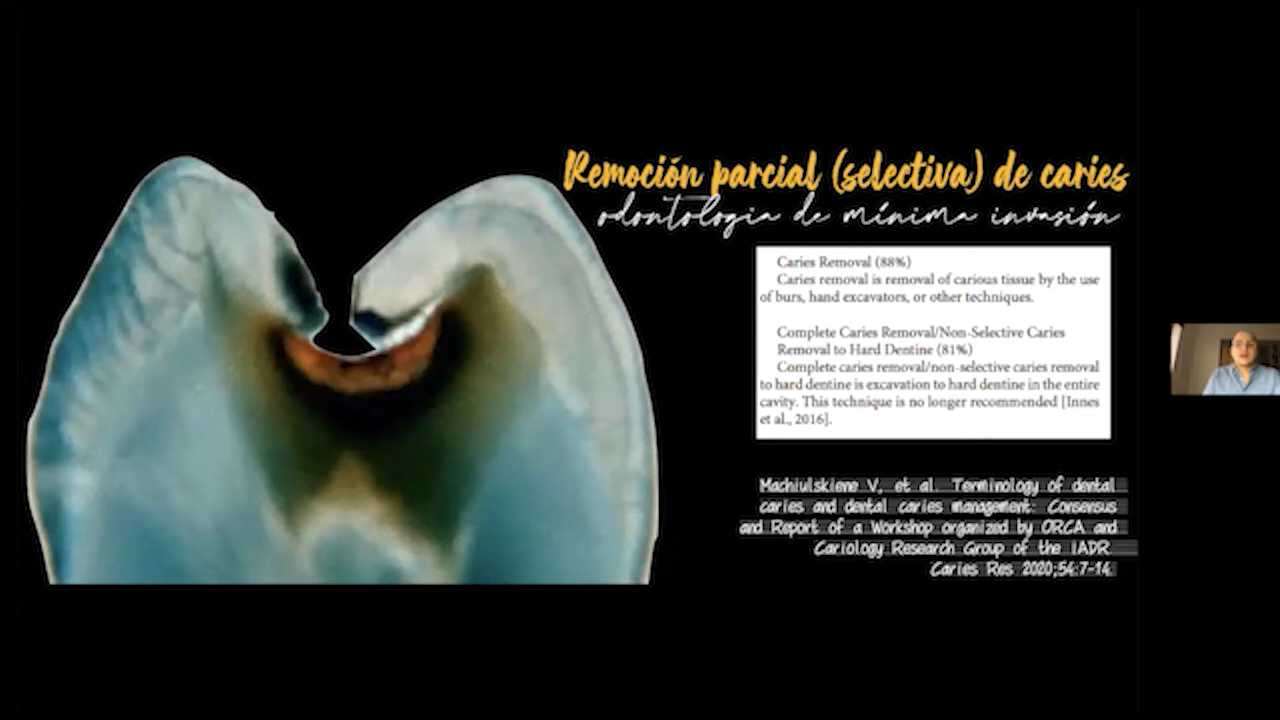 Remoción parcial (selectiva) de caries
odontologia de mínima invasión
Caries Removal (88%)
Caries removal is removal of carious tissue by the use
of burs, hand excavators, or other techniques.
Complete Caries Removal/Non-Selective Caries
Removal to Hard Dentine (81%)
Complete caries removal/non-selective caries removal
to hard dentine is excavation to hard dentine in the entire
cavity. This technique is no longer recommended [Innes
et al., 2016].
Machiulskiene V., et al. Terminology of dental
caries and dental caries management: Consensus
and Report of a Workshop organized by ORCA and
Cariology Research Group of the IADR.
Caries Res 2020;54:7-14.